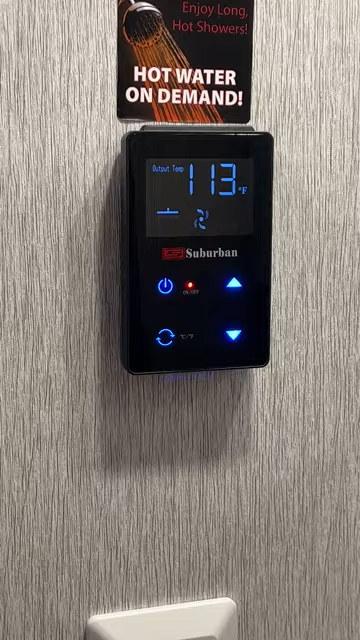 Enjoy Long,
Hot Showers!
HOT WATER
ON DEMAND!
Output Temp 113 °F
Suburban
ON/OFF
°C/°F